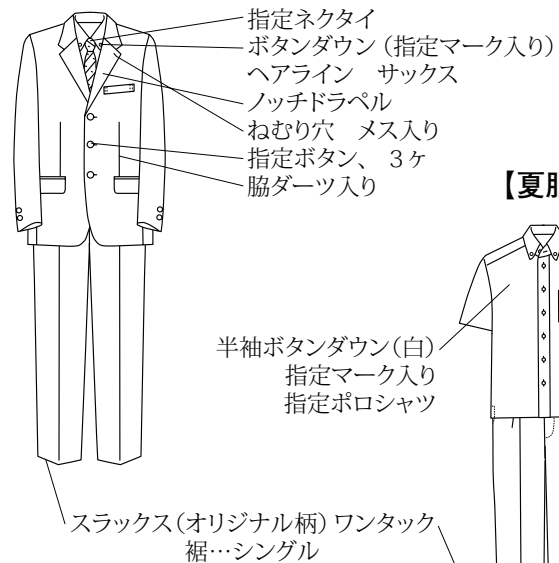 指定ネクタイ
ボタンダウン（指定マーク入り）
ヘアライン　サックス
ノッチドラペル
ねむり穴　メス入り
指定ボタン、３ヶ
脇ダーツ入り
【夏服
半袖ボタンダウン（白）
指定マーク入り
指定ポロシャツ
スラックス（オリジナル柄）ワンタック
裾…シングル